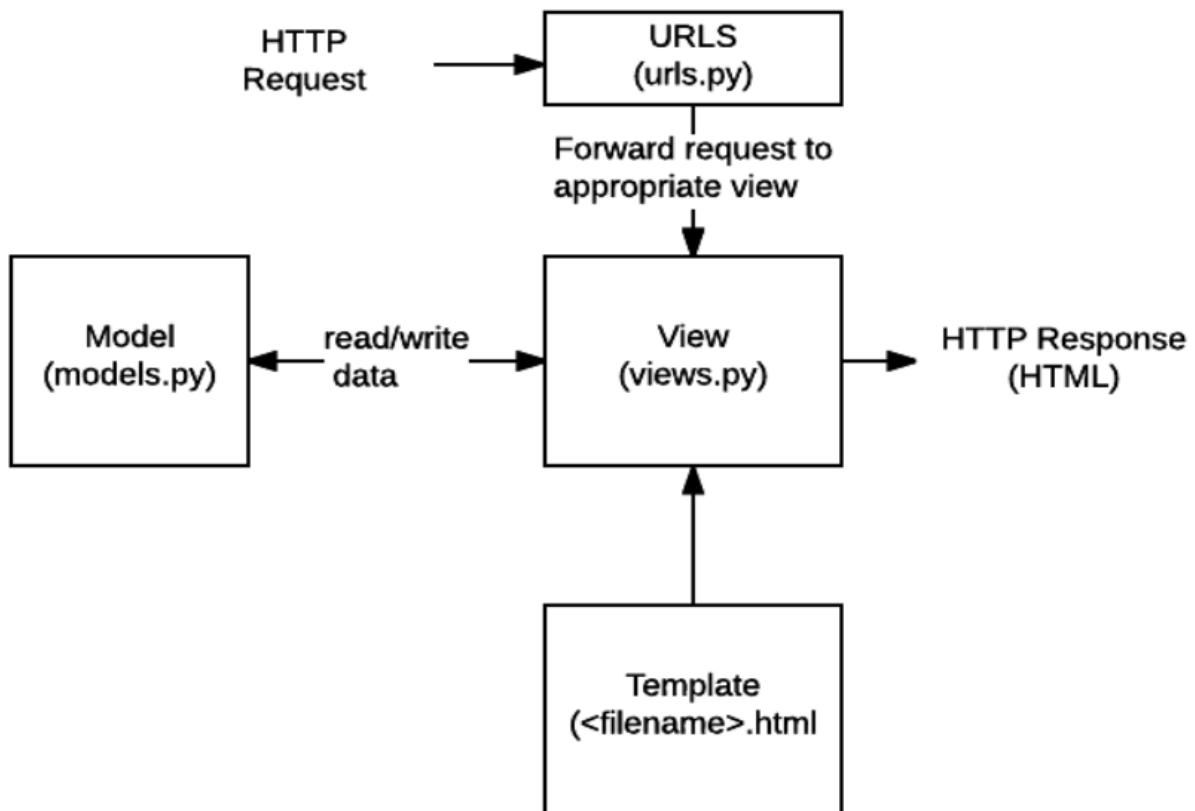 HTTP
Request
URLS
(urls.py)
Forward request to
appropriate view
Model
(models.py)
read/write
data
View
(views.py)
HTTP Response
(HTML)
Template
(<filename>.html